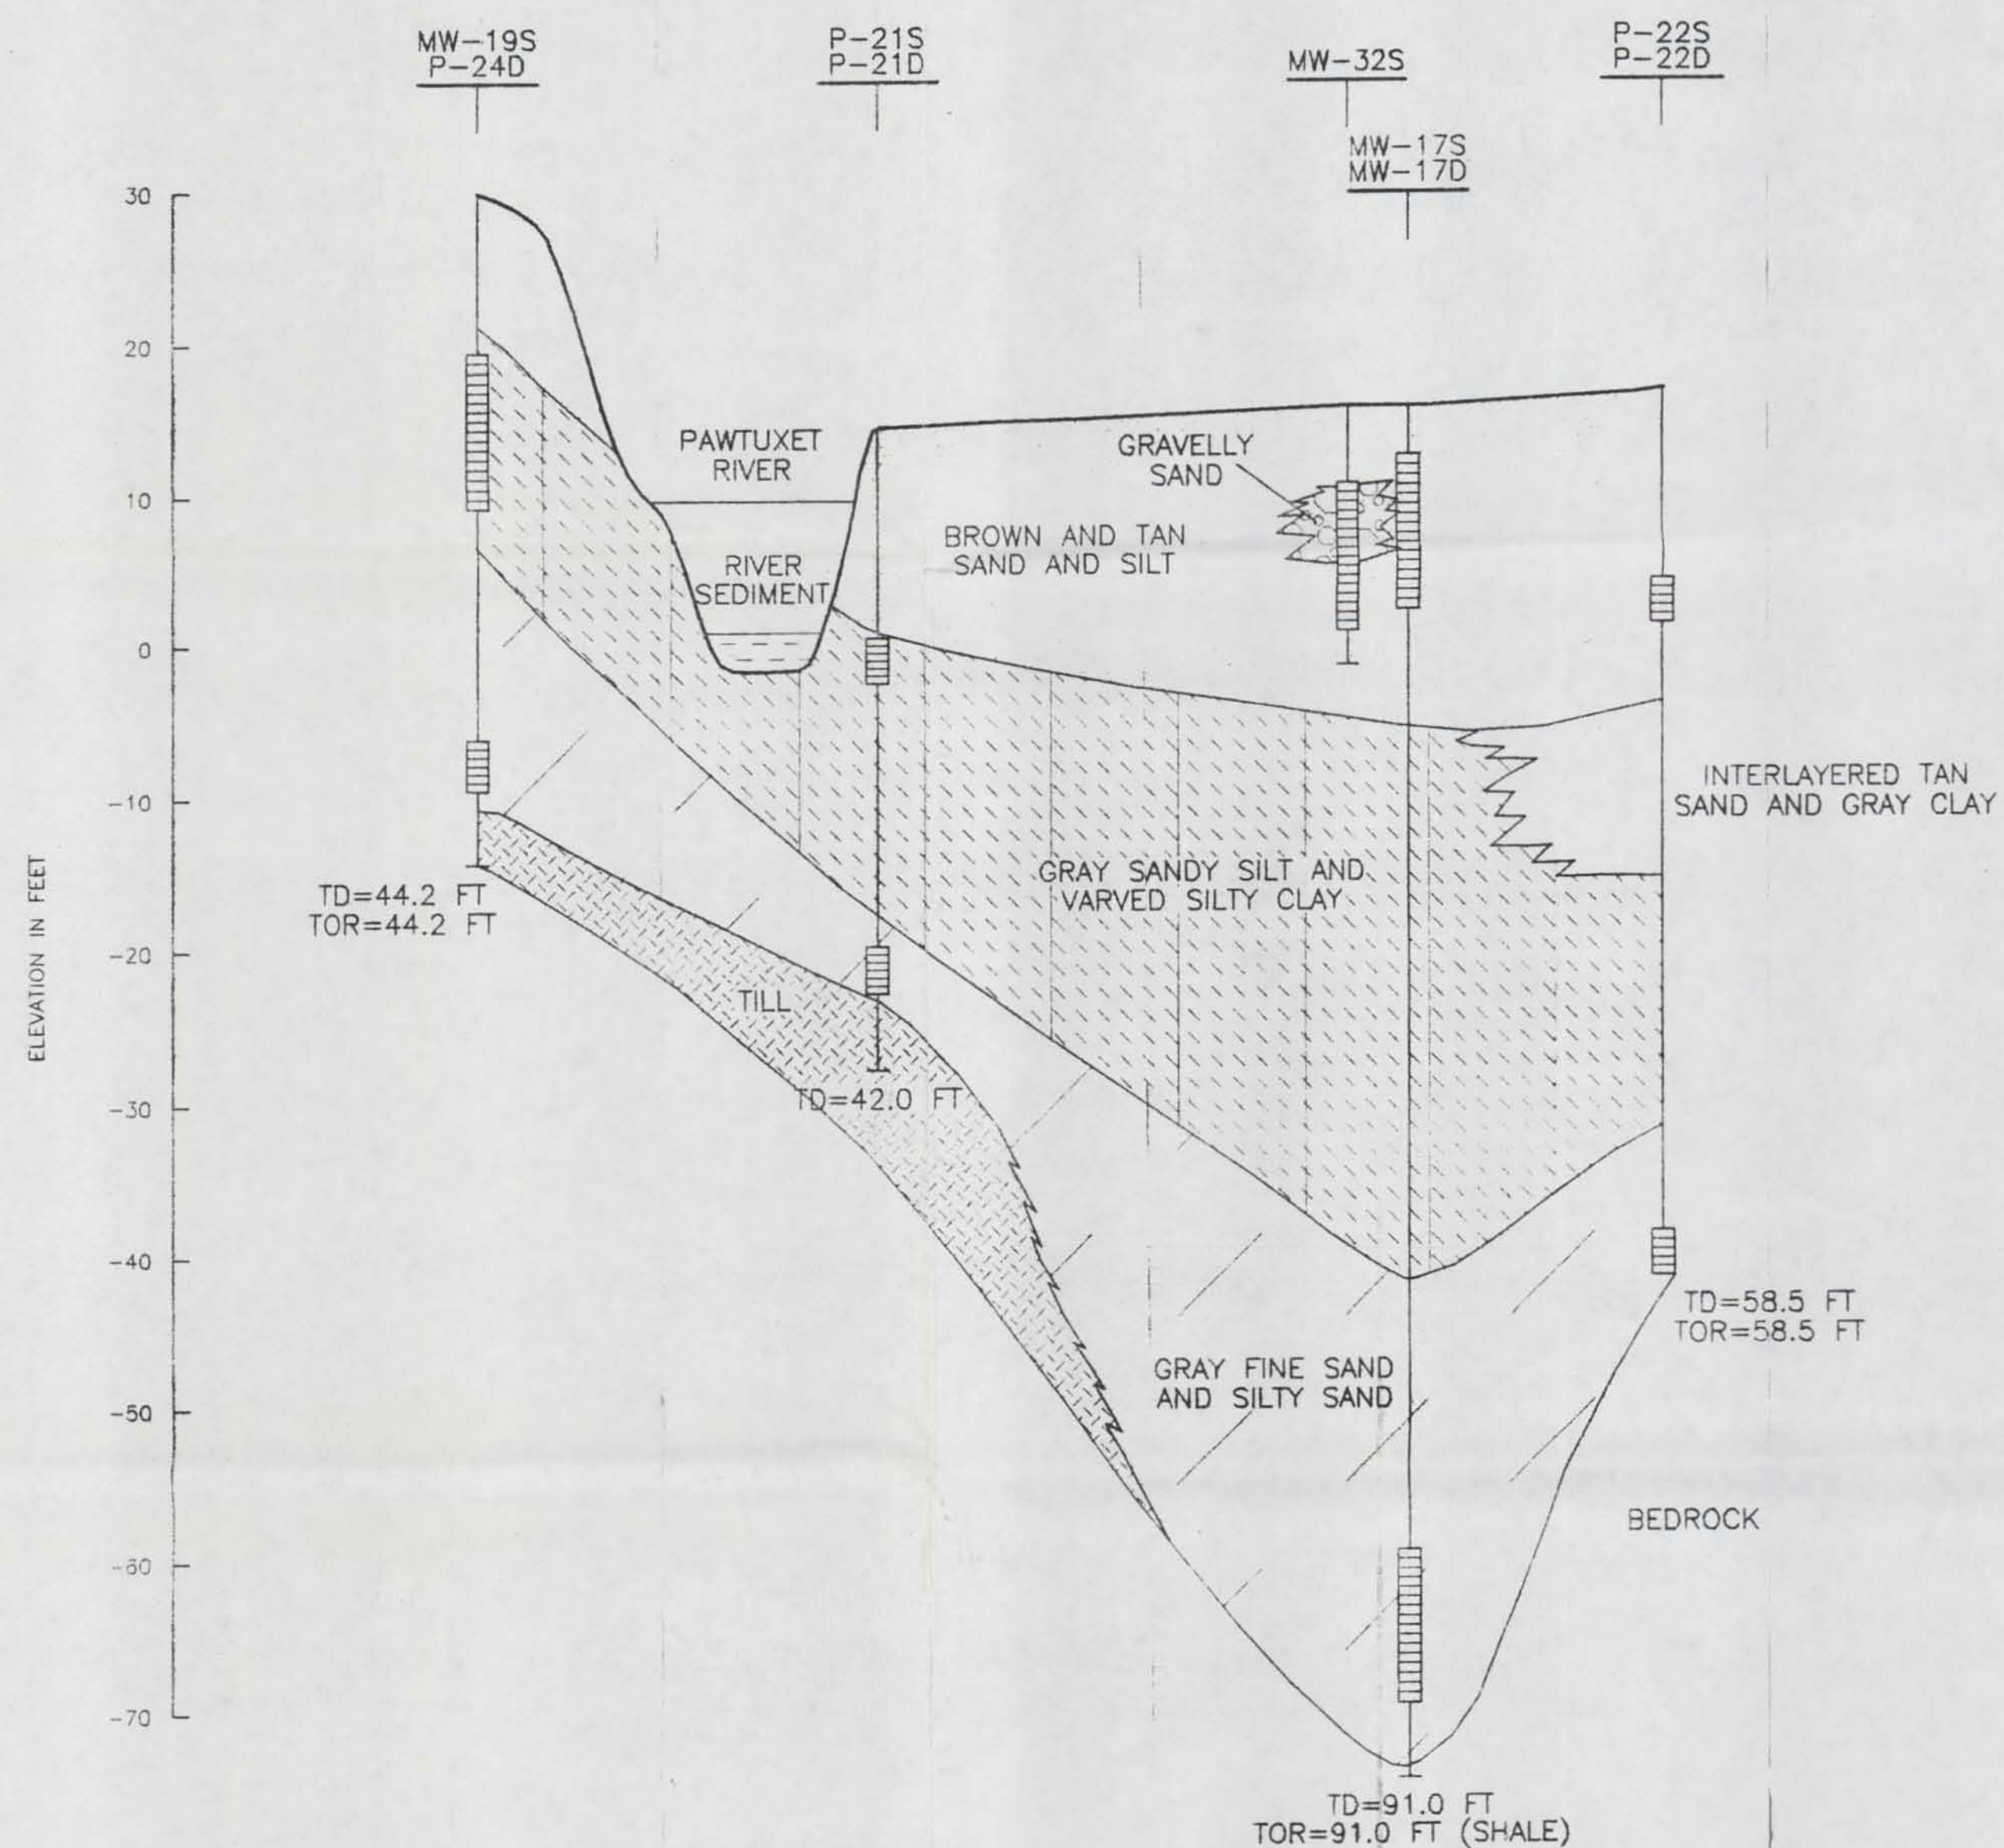 MW-19S
P-24D
P-21S
P-21D
MW-32S
P-22S
P-22D
MW-17S
MW-17D
30
20
10
0
-10
-20
-30
-40
-50
-60
-70
ELEVATION IN FEET
PAWTUXET
RIVER
RIVER
SEDIMENT
GRAVELLY
SAND
BROWN AND TAN
SAND AND SILT
INTERLAYERED TAN
SAND AND GRAY CLAY
GRAY SANDY SILT AND
VARVED SILTY CLAY
TD=44.2 FT
TOR=44.2 FT
TILL
TD=42.0 FT
TD=58.5 FT
TOR=58.5 FT
GRAY FINE SAND
AND SILTY SAND
BEDROCK
TD=91.0 FT
TOR=91.0 FT (SHALE)